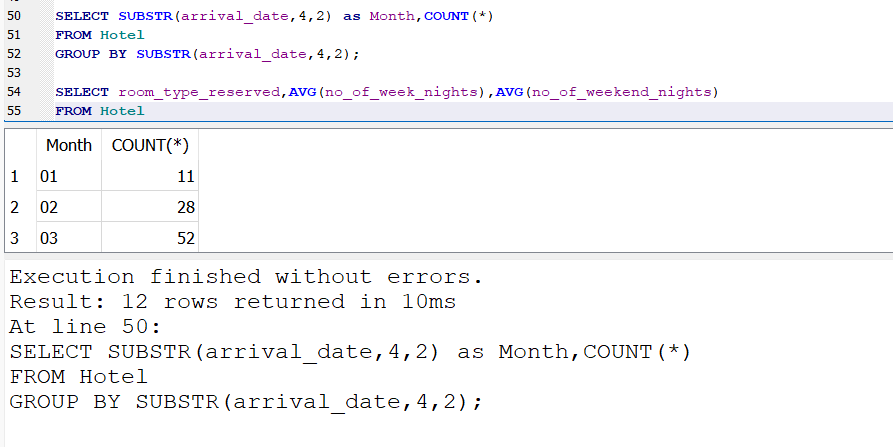 50 SELECT SUBSTR(arrival_date,4,2) as Month,COUNT(*)
51 FROM Hotel
52 GROUP BY SUBSTR(arrival_date,4,2);
53
54 SELECT room_type_reserved,AVG(no_of_week_nights),AVG(no_of_weekend_nights)
55 FROM Hotel
Month COUNT(*)
1 01 11
2 02 28
3 03 52
Execution finished without errors.
Result: 12 rows returned in 10ms
At line 50:
SELECT SUBSTR(arrival_date,4,2) as Month,COUNT(*)
FROM Hotel
GROUP BY SUBSTR(arrival_date,4,2);